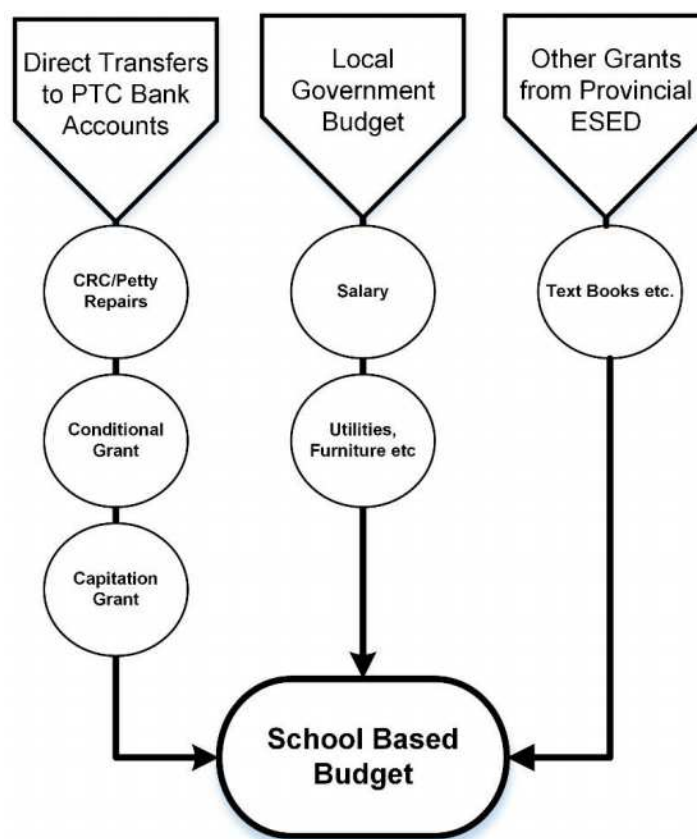 Direct Transfers
to PTC Bank
Accounts
Local
Government
Budget
Other Grants
from Provincial
ESED
CRC/Petty
Repairs
Salary
Text Books etc.
Conditional
Grant
Utilities,
Furniture etc
Capitation
Grant
School Based
Budget